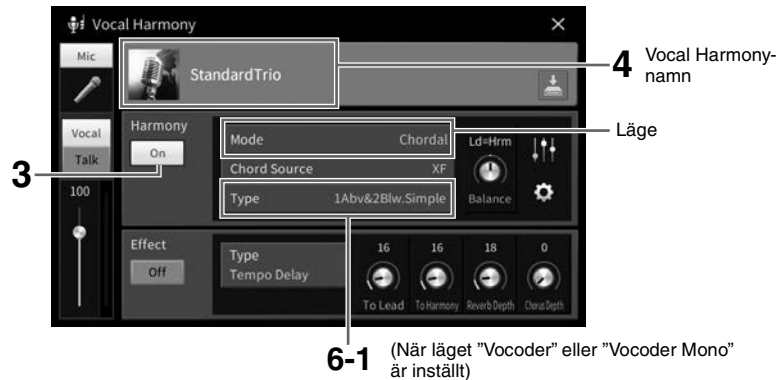 Vocal Harmony
Mic
StandardTrio
4 Vocal Harmony-
namn
Vocal
Talk
Harmony
On
Mode Chordal
Läge
Ld=Hrm
Chord Source XF
3
100
Type 1Abv&2Blw.Simple
Balance
Effect
Off
Type
Tempo Delay
16 16 18 0
To Lead To Harmony Reverb Depth Chorus Depth
6-1 (När läget ”Vocoder” eller ”Vocoder Mono”
är inställt)